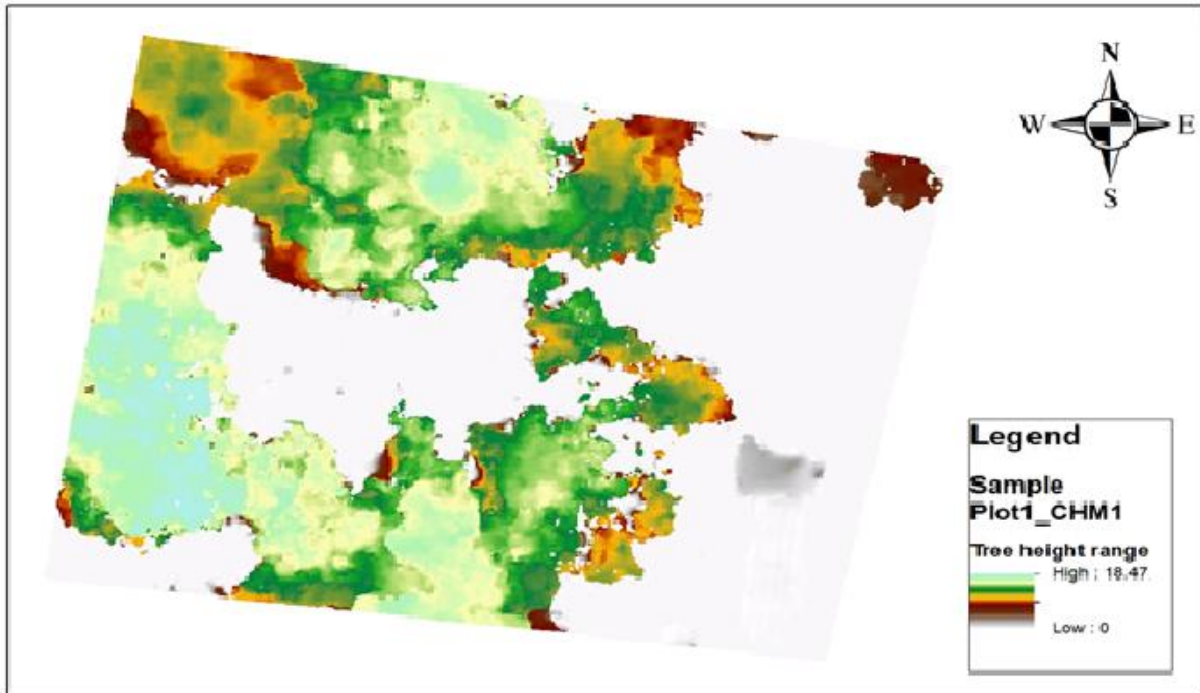 N
W E
S
Legend
Sample
Plot1_CHM1
Tree height range
High : 18.47
Low : 0